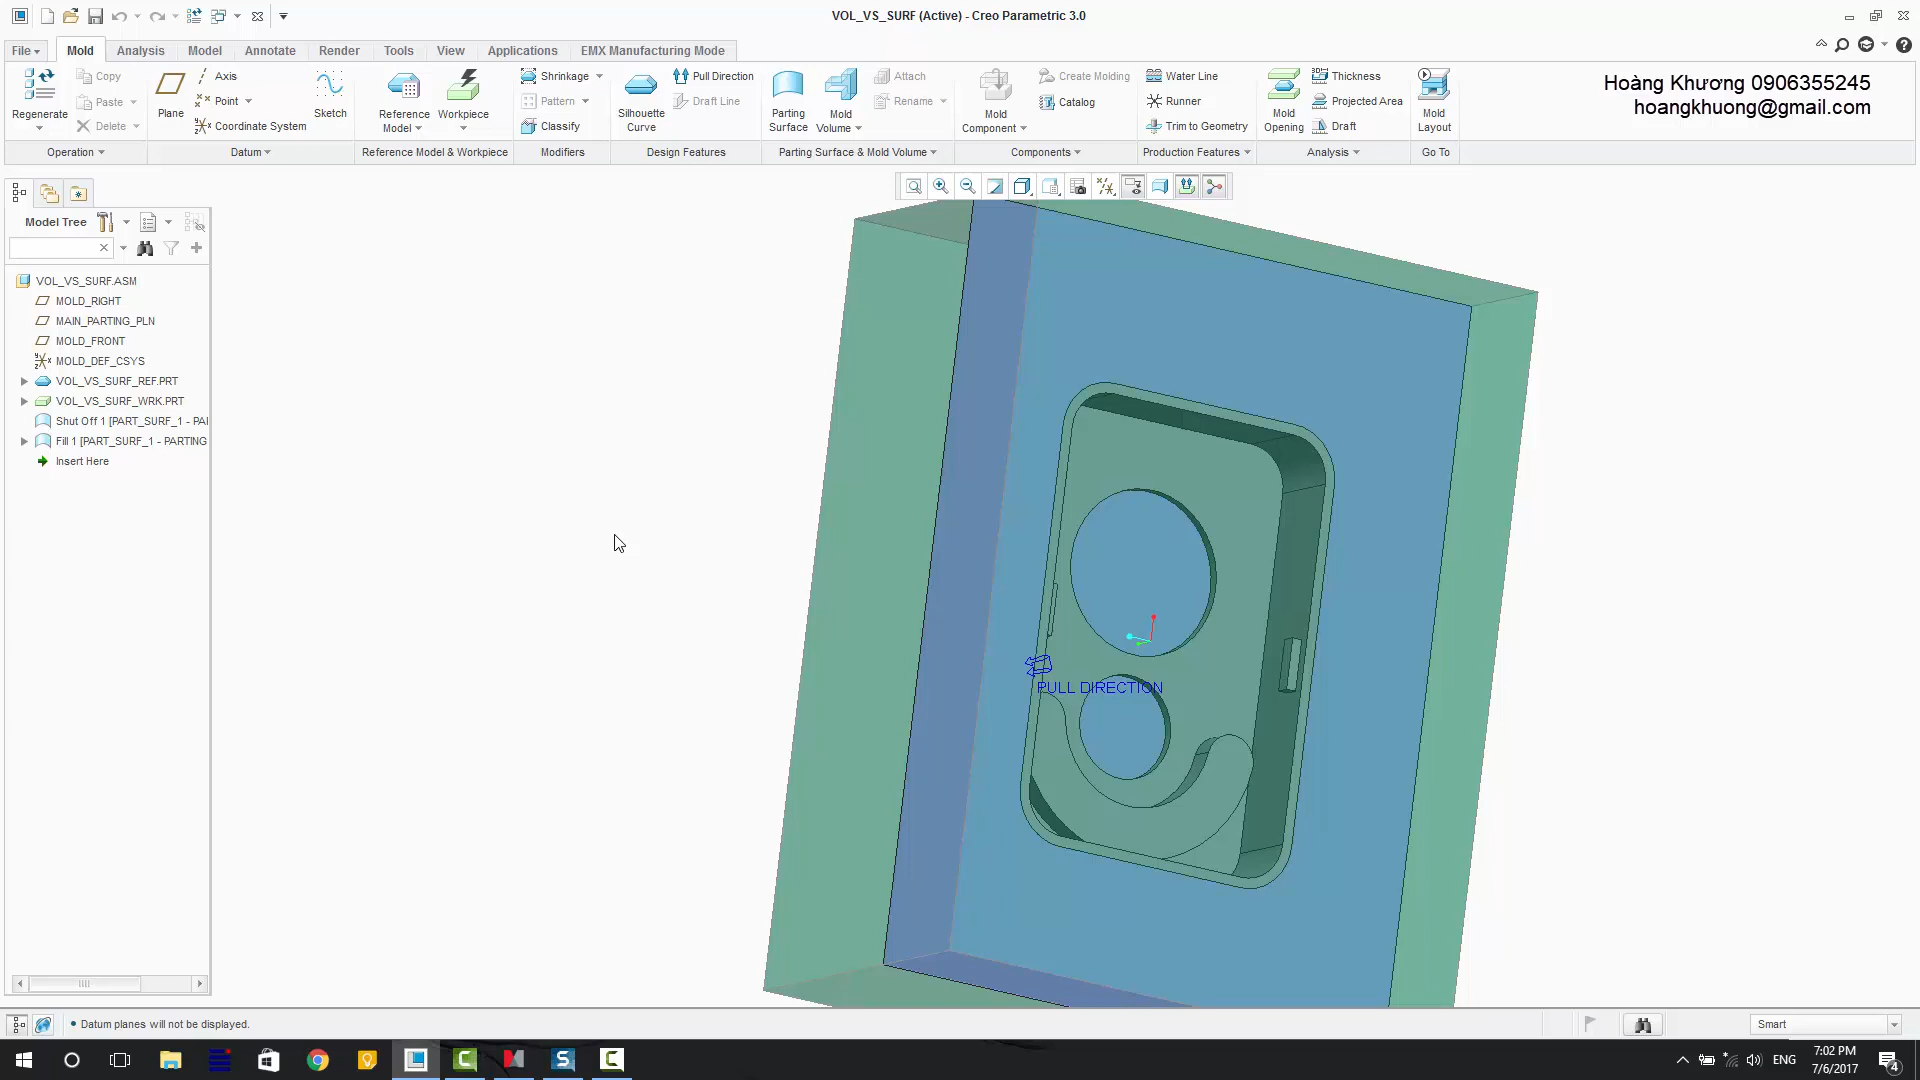 VOL_VS_SURF (Active) - Creo Parametric 3.0
File Mold Analysis Model Annotate Render Tools View Applications EMX Manufacturing Mode
Regenerate
Copy
Paste
Delete
Operation
Plane
Axis
Point
Coordinate System
Sketch
Datum
Reference Model
Workpiece
Reference Model & Workpiece
Shrinkage
Pattern
Classify
Modifiers
Silhouette Curve
Pull Direction
Draft Line
Design Features
Parting Surface
Mold Volume
Attach
Rename
Parting Surface & Mold Volume
Mold Component
Create Molding
Catalog
Components
Water Line
Runner
Trim to Geometry
Production Features
Mold Opening
Thickness
Projected Area
Draft
Analysis
Mold Layout
Go To
Hoàng Khương 0906355245
hoangkhuong@gmail.com
Model Tree
VOL_VS_SURF.ASM
MOLD_RIGHT
MAIN_PARTING_PLN
MOLD_FRONT
MOLD_DEF_CSYS
VOL_VS_SURF_REF.PRT
VOL_VS_SURF_WRK.PRT
Shut Off 1 [PART_SURF_1 - PAI
Fill 1 [PART_SURF_1 - PARTING
Insert Here
PULL DIRECTION
• Datum planes will not be displayed.
Smart
ENG
7:02 PM
7/6/2017
4